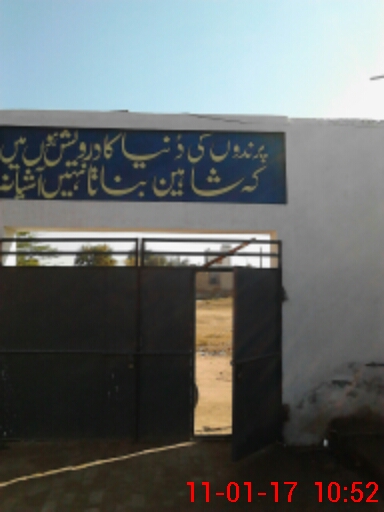 پرندوں کی دُنیا کا درویش ہوں میں
کہ شاہین بناتا نہیں آشیانہ
11-01-17 10:52